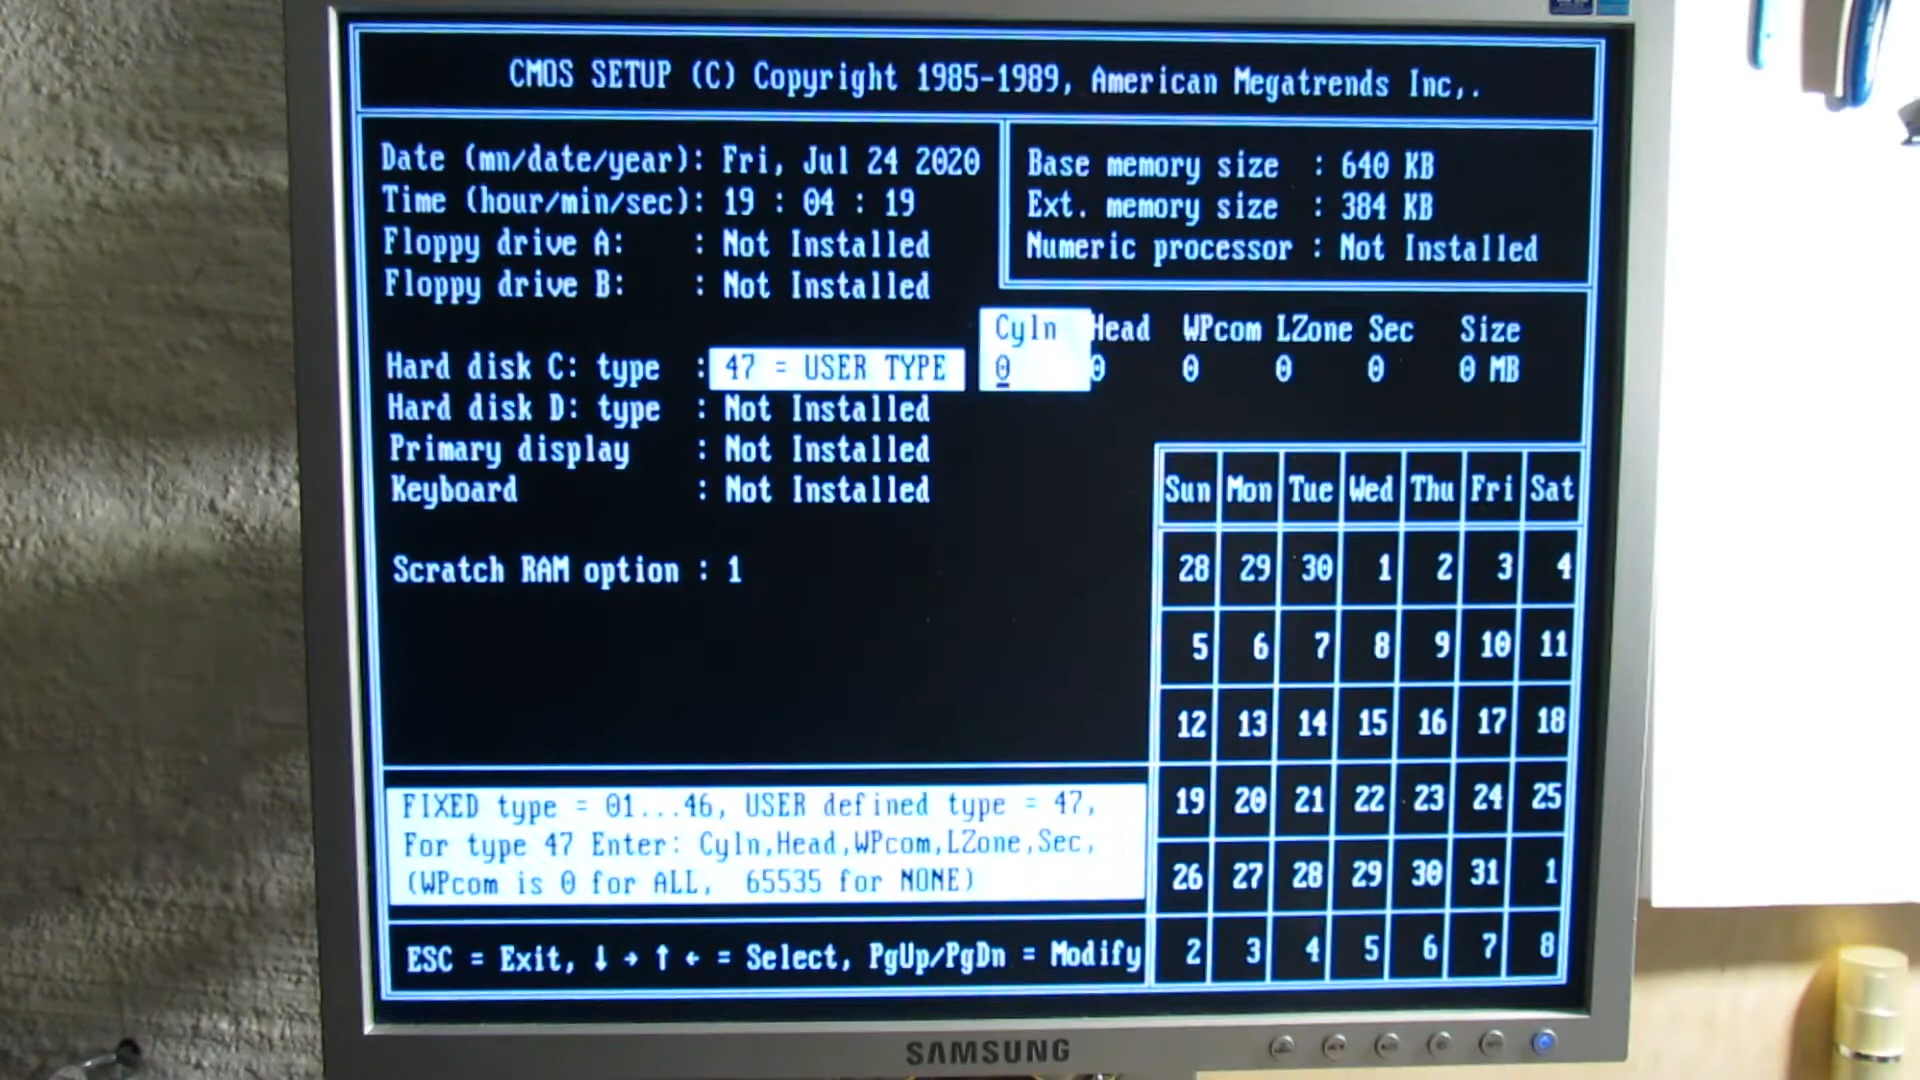 CMOS SETUP (C) Copyright 1985-1989, American Megatrends Inc,.
Date (mn/date/year): Fri, Jul 24 2020
Time (hour/min/sec): 19 : 04 : 19
Floppy drive A: : Not Installed
Floppy drive B: : Not Installed
Base memory size : 640 KB
Ext. memory size : 384 KB
Numeric processor : Not Installed
Cyln Head WPcom LZone Sec Size
Hard disk C: type : 47 = USER TYPE 0 0 0 0 0 0 MB
Hard disk D: type : Not Installed
Primary display : Not Installed
Keyboard : Not Installed
Scratch RAM option : 1
Sun Mon Tue Wed Thu Fri Sat
28 29 30 1 2 3 4
5 6 7 8 9 10 11
12 13 14 15 16 17 18
19 20 21 22 23 24 25
26 27 28 29 30 31 1
2 3 4 5 6 7 8
FIXED type = 01...46, USER defined type = 47,
For type 47 Enter: Cyln,Head,WPcom,LZone,Sec,
(WPcom is 0 for ALL, 65535 for NONE)
ESC = Exit, ↓ → ↑ ← = Select, PgUp/PgDn = Modify
SAMSUNG